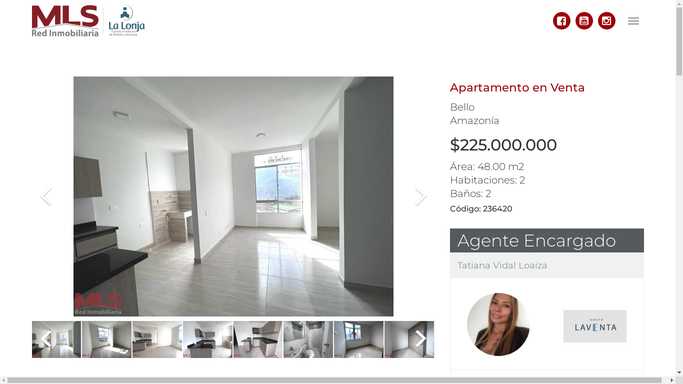 MLS
Red Inmobiliaria
La Lonja
Apartamento en Venta
Bello
Amazonía
$225.000.000
Área: 48.00 m2
Habitaciones: 2
Baños: 2
Código: 236420
MLS
Red Inmobiliaria
Agente Encargado
Tatiana Vidal Loaiza
LAVENTA